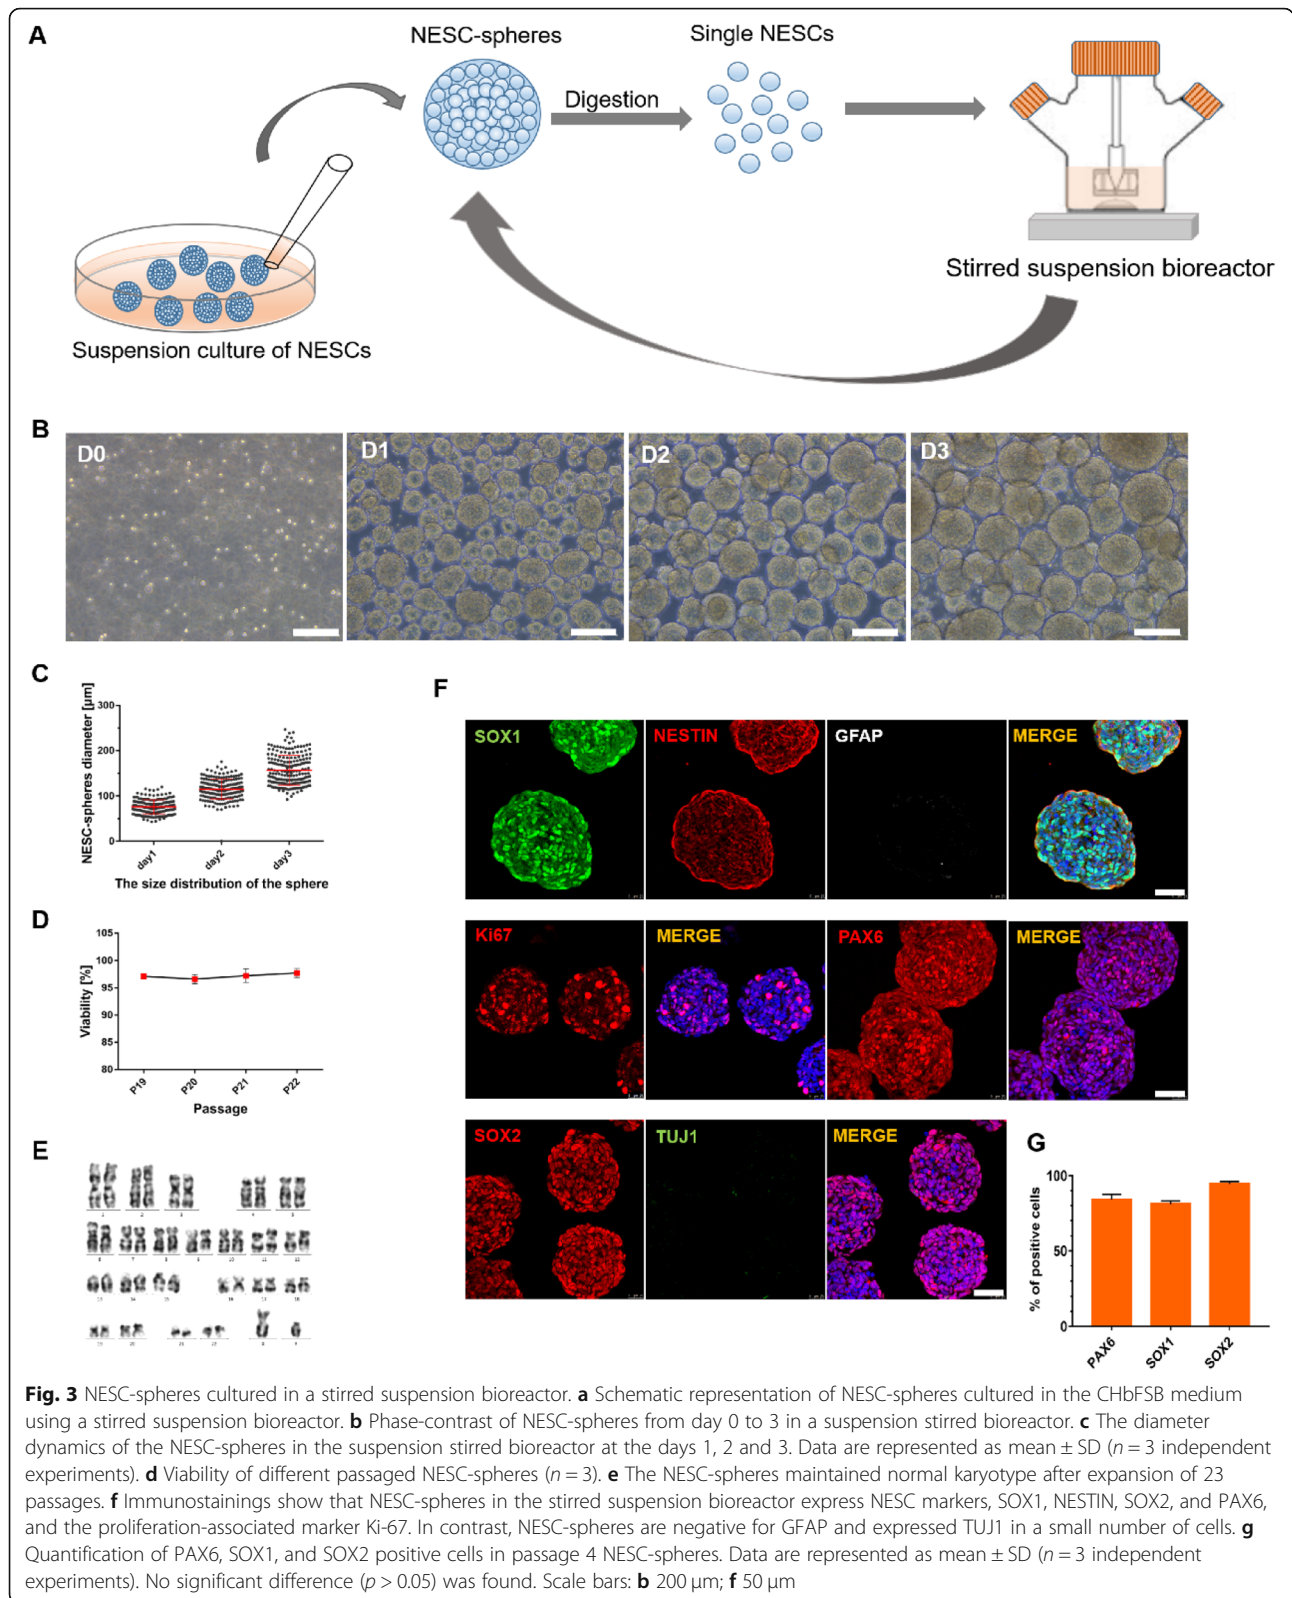 A
NESC-spheres
Single NESCs
Digestion
Stirred suspension bioreactor
Suspension culture of NESCs
B
D0
D1
D2
D3
C
NESC-spheres diameter [µm]
300
200
100
0
day1
day2
day3
The size distribution of the sphere
D
Viability [%]
105
100
95
90
85
80
P19
P20
P21
P22
Passage
E
F
SOX1
NESTIN
GFAP
MERGE
Ki67
MERGE
PAX6
MERGE
SOX2
TUJ1
MERGE
G
% of positive cells
100
50
0
PAX6
SOX1
SOX2
Fig. 3 NESC-spheres cultured in a stirred suspension bioreactor. a Schematic representation of NESC-spheres cultured in the CHbFSB medium
using a stirred suspension bioreactor. b Phase-contrast of NESC-spheres from day 0 to 3 in a suspension stirred bioreactor. c The diameter
dynamics of the NESC-spheres in the suspension stirred bioreactor at the days 1, 2 and 3. Data are represented as mean ± SD (n = 3 independent
experiments). d Viability of different passaged NESC-spheres (n = 3). e The NESC-spheres maintained normal karyotype after expansion of 23
passages. f Immunostainings show that NESC-spheres in the stirred suspension bioreactor express NESC markers, SOX1, NESTIN, SOX2, and PAX6,
and the proliferation-associated marker Ki-67. In contrast, NESC-spheres are negative for GFAP and expressed TUJ1 in a small number of cells. g
Quantification of PAX6, SOX1, and SOX2 positive cells in passage 4 NESC-spheres. Data are represented as mean ± SD (n = 3 independent
experiments). No significant difference (p > 0.05) was found. Scale bars: b 200 µm; f 50 µm